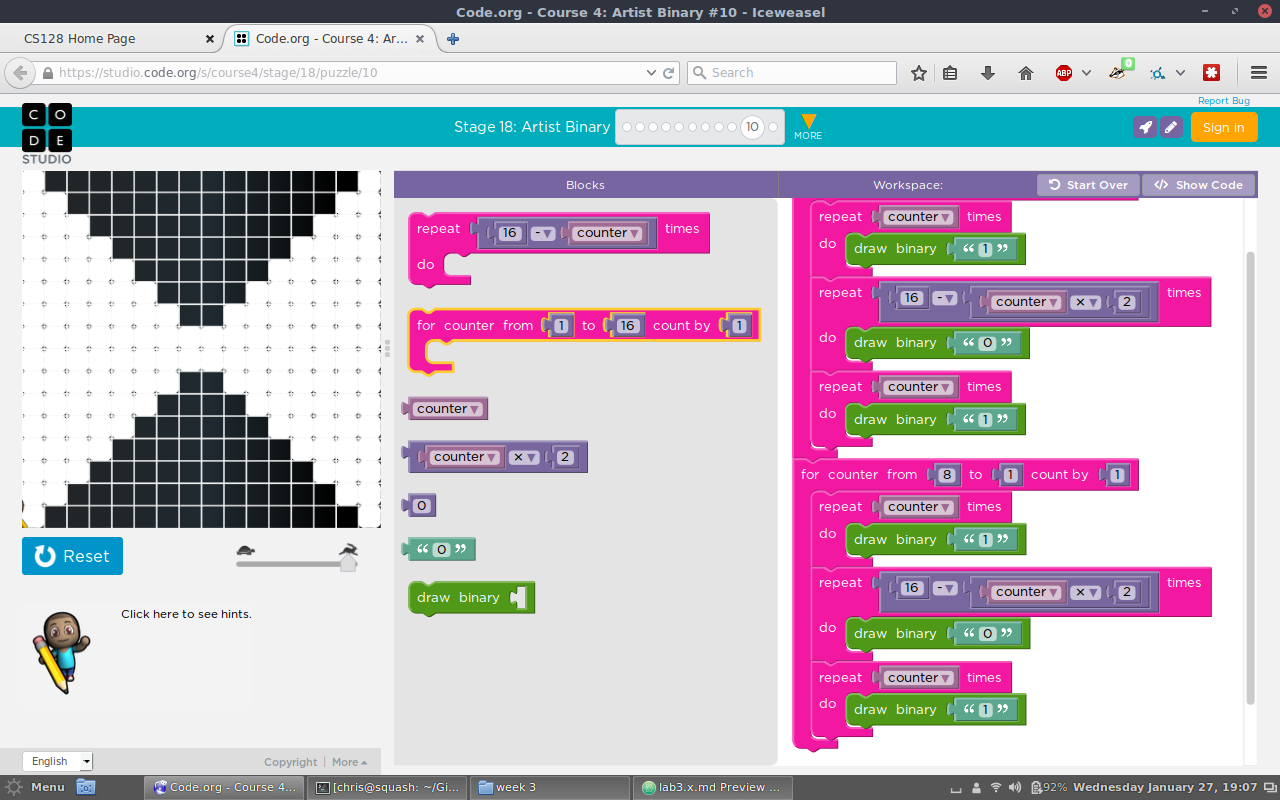 Code.org - Course 4: Artist Binary #10 - Iceweasel
CS128 Home Page
Code.org - Course 4: Ar...
https://studio.code.org/s/course4/stage/18/puzzle/10
Search
ABP
0
Report Bug
C O
D E
STUDIO
Stage 18: Artist Binary
10
MORE
Sign in
Blocks
Workspace:
Start Over
Show Code
repeat 16 - counter times
do
for counter from 1 to 16 count by 1
counter
counter × 2
0
“ 0 ”
draw binary
repeat counter times
do draw binary “ 1 ”
repeat 16 - counter × 2 times
do draw binary “ 0 ”
repeat counter times
do draw binary “ 1 ”
for counter from 8 to 1 count by 1
repeat counter times
do draw binary “ 1 ”
repeat 16 - counter × 2 times
do draw binary “ 0 ”
repeat counter times
do draw binary “ 1 ”
Reset
Click here to see hints.
English
Copyright | More
Menu
Code.org - Course 4...
[chris@squash: ~/Gi...
week 3
lab3.x.md Preview ...
92%
Wednesday January 27, 19:07